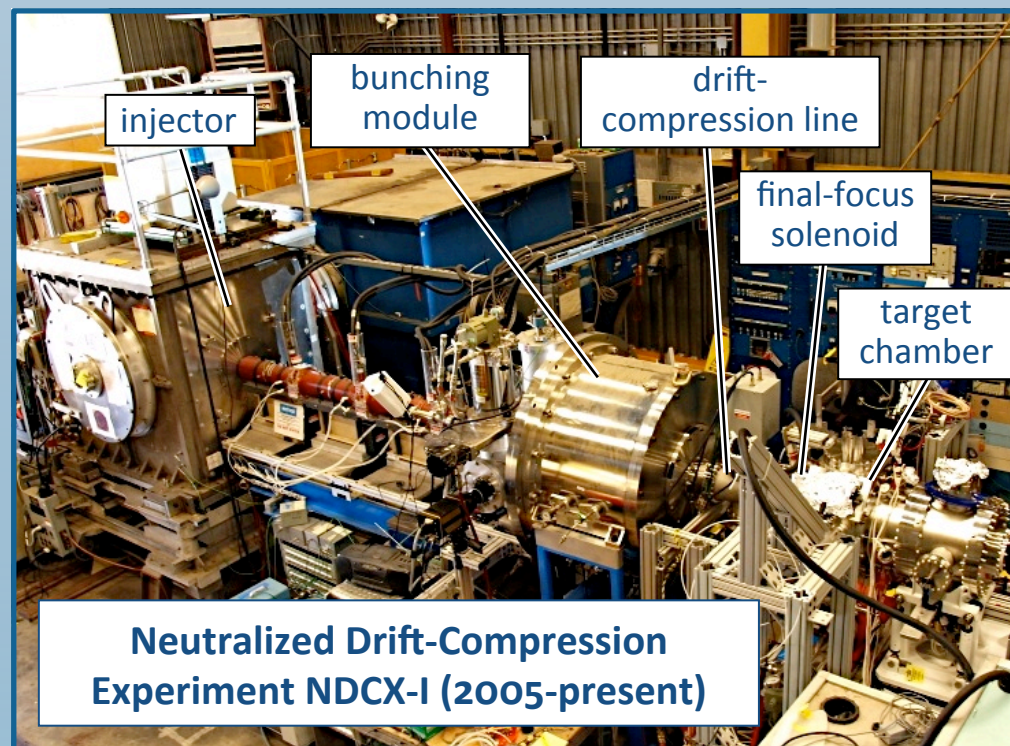 injector
bunching
module
drift-
compression line
final-focus
solenoid
target
chamber
Neutralized Drift-Compression
Experiment NDCX-I (2005-present)